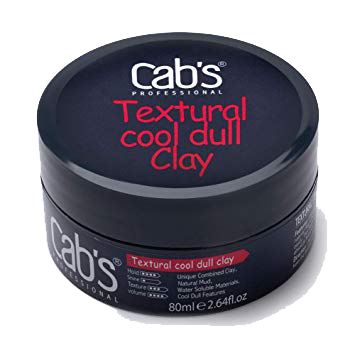 Cab's®
PROFESSIONAL
Textural
cool dull
Clay
Cab's
PROFESSIONAL
Textural cool dull clay
Hold
Shine
Texture
volume
Unique Combined Clay,
Natural Mud,
Water Soluble Materials,
Cool Dull Features
80ml e 2.64fl.oz